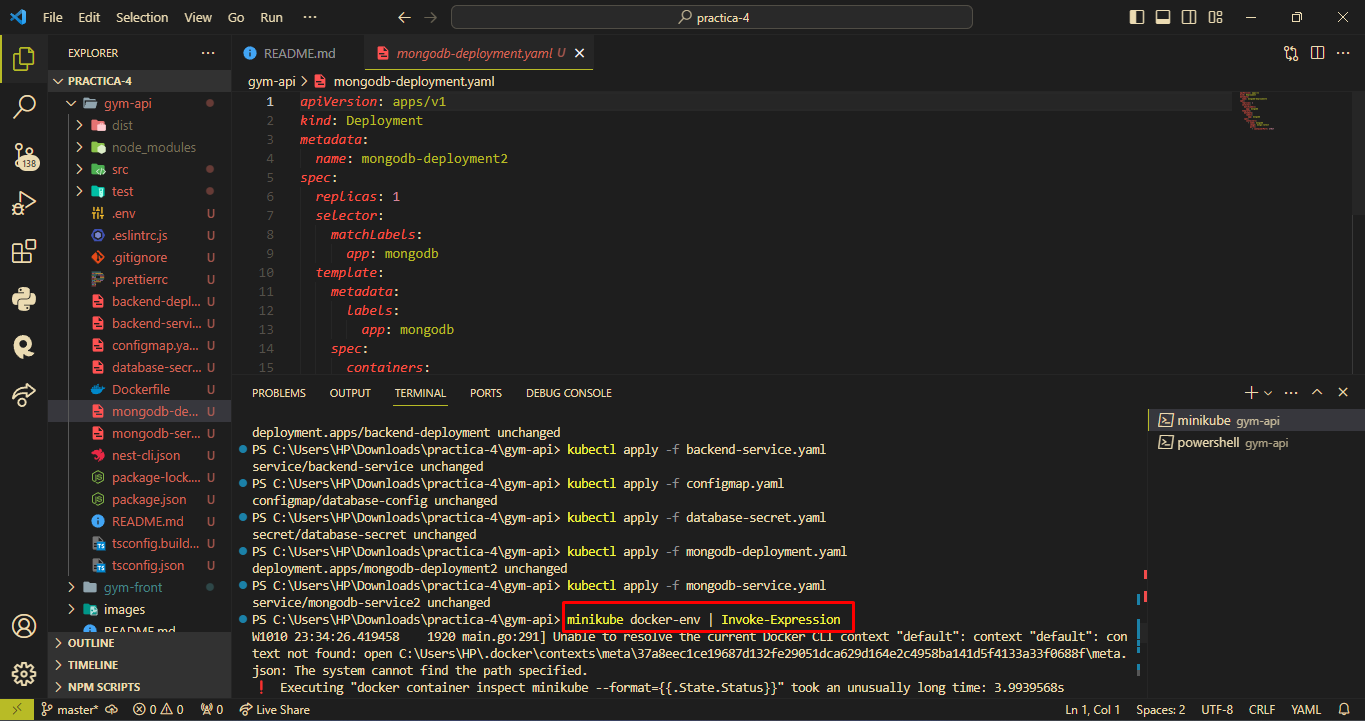 File Edit Selection View Go Run ···
practica-4
EXPLORER ···
PRACTICA-4
gym-api
dist
node_modules
src
test
.env U
.eslintrc.js U
.gitignore U
.prettierrc U
backend-depl... U
backend-servi... U
configmap.ya... U
database-secr... U
Dockerfile U
mongodb-de... U
mongodb-ser... U
nest-cli.json U
package-lock.... U
package.json U
README.md U
tsconfig.build... U
tsconfig.json U
gym-front
images
README.md
OUTLINE
TIMELINE
NPM SCRIPTS
138
README.md
mongodb-deployment.yaml U
gym-api > mongodb-deployment.yaml
1 apiVersion: apps/v1
2 kind: Deployment
3 metadata:
4 name: mongodb-deployment2
5 spec:
6 replicas: 1
7 selector:
8 matchLabels:
9 app: mongodb
10 template:
11 metadata:
12 labels:
13 app: mongodb
14 spec:
15 containers:
PROBLEMS OUTPUT TERMINAL PORTS DEBUG CONSOLE
deployment.apps/backend-deployment unchanged
PS C:\Users\HP\Downloads\practica-4\gym-api> kubectl apply -f backend-service.yaml
service/backend-service unchanged
PS C:\Users\HP\Downloads\practica-4\gym-api> kubectl apply -f configmap.yaml
configmap/database-config unchanged
PS C:\Users\HP\Downloads\practica-4\gym-api> kubectl apply -f database-secret.yaml
secret/database-secret unchanged
PS C:\Users\HP\Downloads\practica-4\gym-api> kubectl apply -f mongodb-deployment.yaml
deployment.apps/mongodb-deployment2 unchanged
PS C:\Users\HP\Downloads\practica-4\gym-api> kubectl apply -f mongodb-service.yaml
service/mongodb-service2 unchanged
PS C:\Users\HP\Downloads\practica-4\gym-api> minikube docker-env | Invoke-Expression
W1010 23:34:26.419458 1920 main.go:291] Unable to resolve the current Docker CLI context "default": context "default": con
text not found: open C:\Users\HP\.docker\contexts\meta\37a8eec1ce19687d132fe29051dca629d164e2c4958ba141d5f4133a33f0688f\meta.
json: The system cannot find the path specified.
! Executing "docker container inspect minikube --format={{.State.Status}}" took an unusually long time: 3.9939568s
minikube gym-api
powershell gym-api
master* 0 0 0 Live Share Ln 1, Col 1 Spaces: 2 UTF-8 CRLF YAML